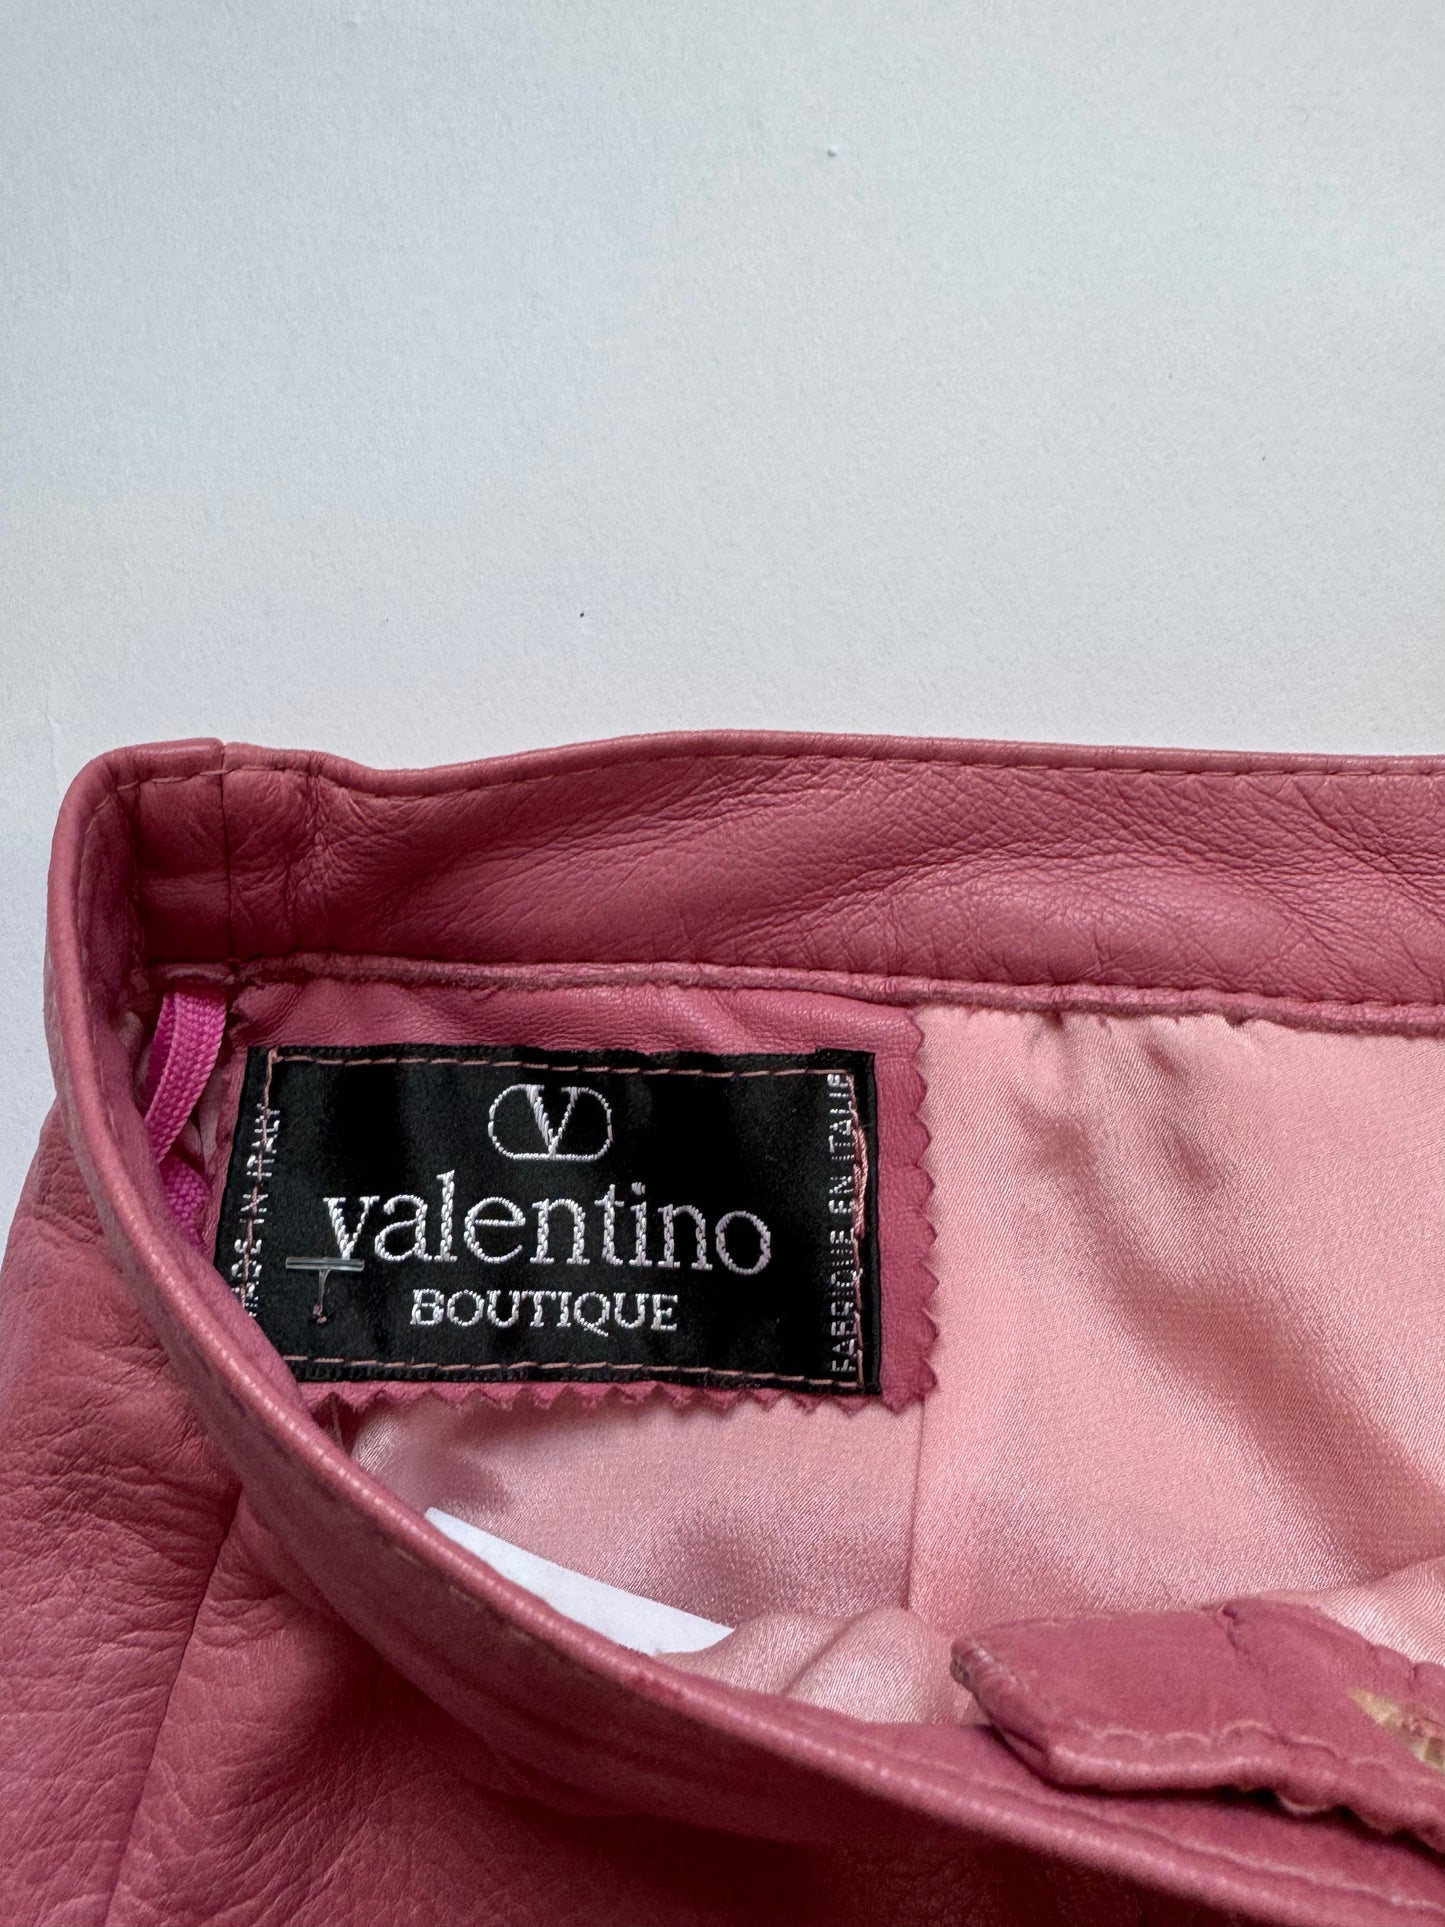 V
valentino
BOUTIQUE
MADE IN ITALY
FABRIQUE EN ITALIE